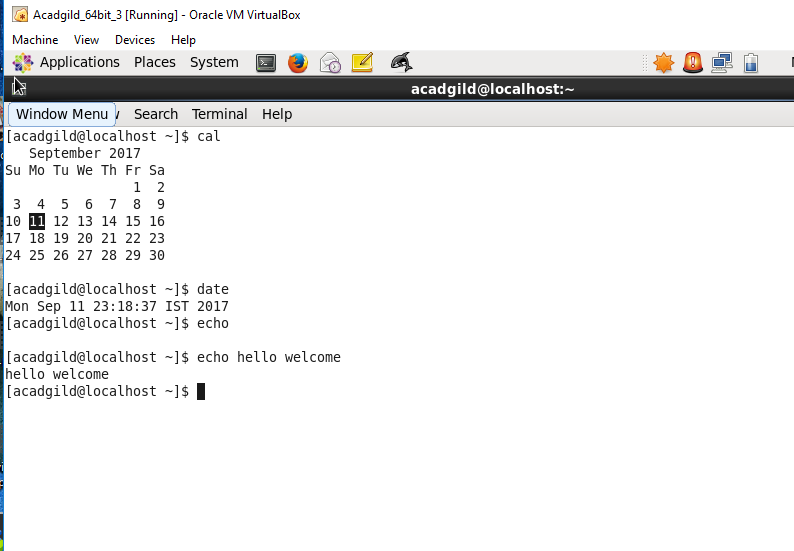 Acadgild_64bit_3 [Running] - Oracle VM VirtualBox
Machine View Devices Help
Applications Places System
acadgild@localhost:~
Window Menu Search Terminal Help
[acadgild@localhost ~]$ cal
   September 2017
Su Mo Tu We Th Fr Sa
                1  2
 3  4  5  6  7  8  9
10 11 12 13 14 15 16
17 18 19 20 21 22 23
24 25 26 27 28 29 30
[acadgild@localhost ~]$ date
Mon Sep 11 23:18:37 IST 2017
[acadgild@localhost ~]$ echo
[acadgild@localhost ~]$ echo hello welcome
hello welcome
[acadgild@localhost ~]$